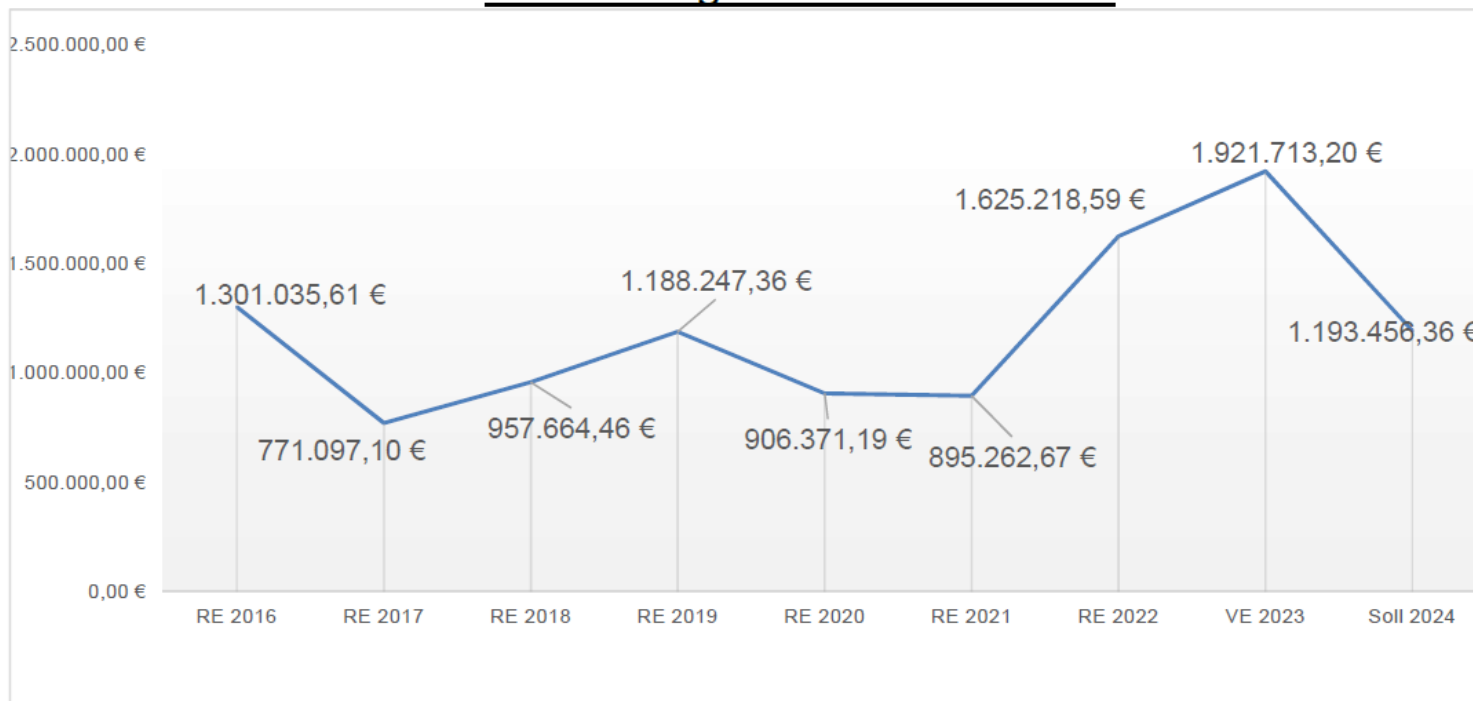 2.500.000,00 €
2.000.000,00 €
1.500.000,00 €
1.000.000,00 €
500.000,00 €
0,00 €
1.301.035,61 €
771.097,10 €
957.664,46 €
1.188.247,36 €
906.371,19 €
895.262,67 €
1.625.218,59 €
1.921.713,20 €
1.193.456,36 €
RE 2016
RE 2017
RE 2018
RE 2019
RE 2020
RE 2021
RE 2022
VE 2023
Soll 2024